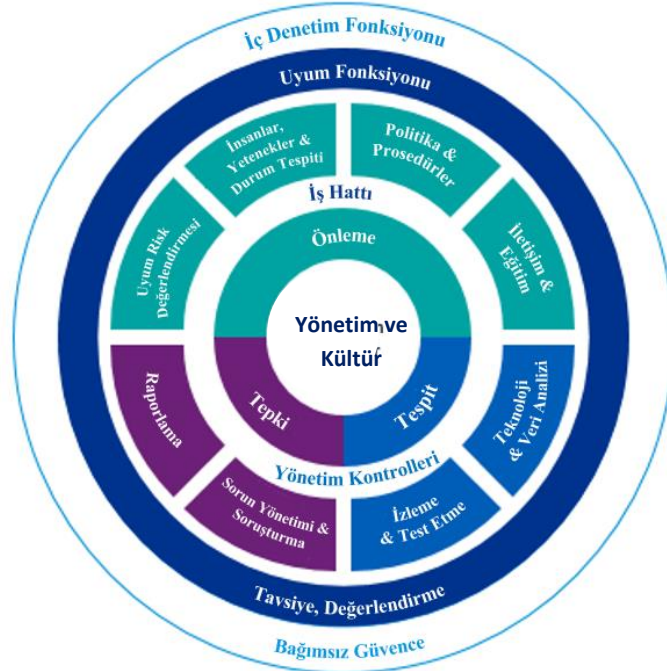 İç Denetim Fonksiyonu
Uyum Fonksiyonu
İnsanlar,
Yetenekler &
Durum Tespiti
Politika &
Prosedürler
İş Hattı
Uyum Risk
Değerlendirmesi
Önleme
İletişim &
Eğitim
Yönetim ve
Kültür
Raporlama
Tepki
Tespit
Teknoloji
& Veri Analizi
Yönetim Kontrolleri
Sorun Yönetimi &
Soruşturma
İzleme
& Test Etme
Tavsiye, Değerlendirme
Bağımsız Güvence